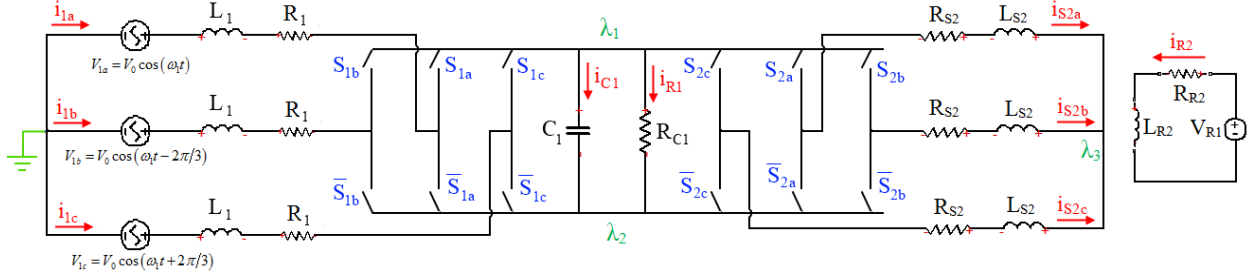 i1a L1 R1
V1a = V0 cos(ω1t)
i1b L1 R1
V1b = V0 cos(ω1t − 2π/3)
i1c L1 R1
V1c = V0 cos(ω1t + 2π/3)
λ1
S1b S1a S1c
S̅1b S̅1a S̅1c
iC1 iR1
C1 RC1
λ2
S2c S2a S2b
S̅2c S̅2a S̅2b
RS2 LS2 iS2a
RS2 LS2 iS2b
λ3
RS2 LS2 iS2c
iR2
RR2
LR2 VR1